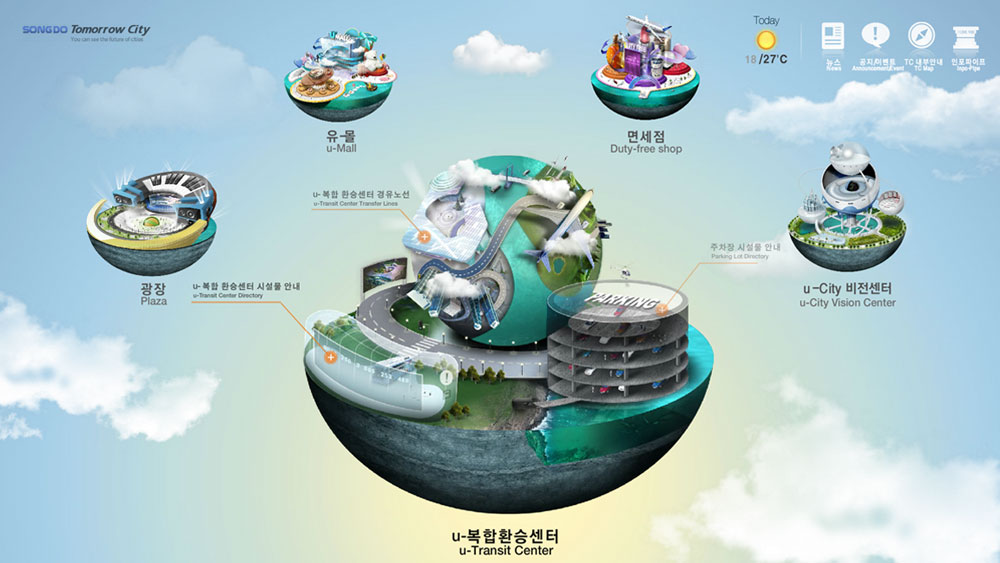 SONGDO Tomorrow City
You can see the future of cities
Today
18 /27°C
뉴스
News
공지/이벤트
Announcment/Event
TC 내부안내
TC Map
인포파이프
Inpo-Pipe
유-몰
u-Mall
면세점
Duty-free shop
u- 복합 환승센터 경유노선
u-Transit Center Transfer Lines
주차장 시설물 안내
Parking Lot Directory
광장
Plaza
u- 복합 환승센터 시설물 안내
u-Transit Center Directory
u-City 비전센터
u-City Vision Center
PARKING
u-복합환승센터
u-Transit Center